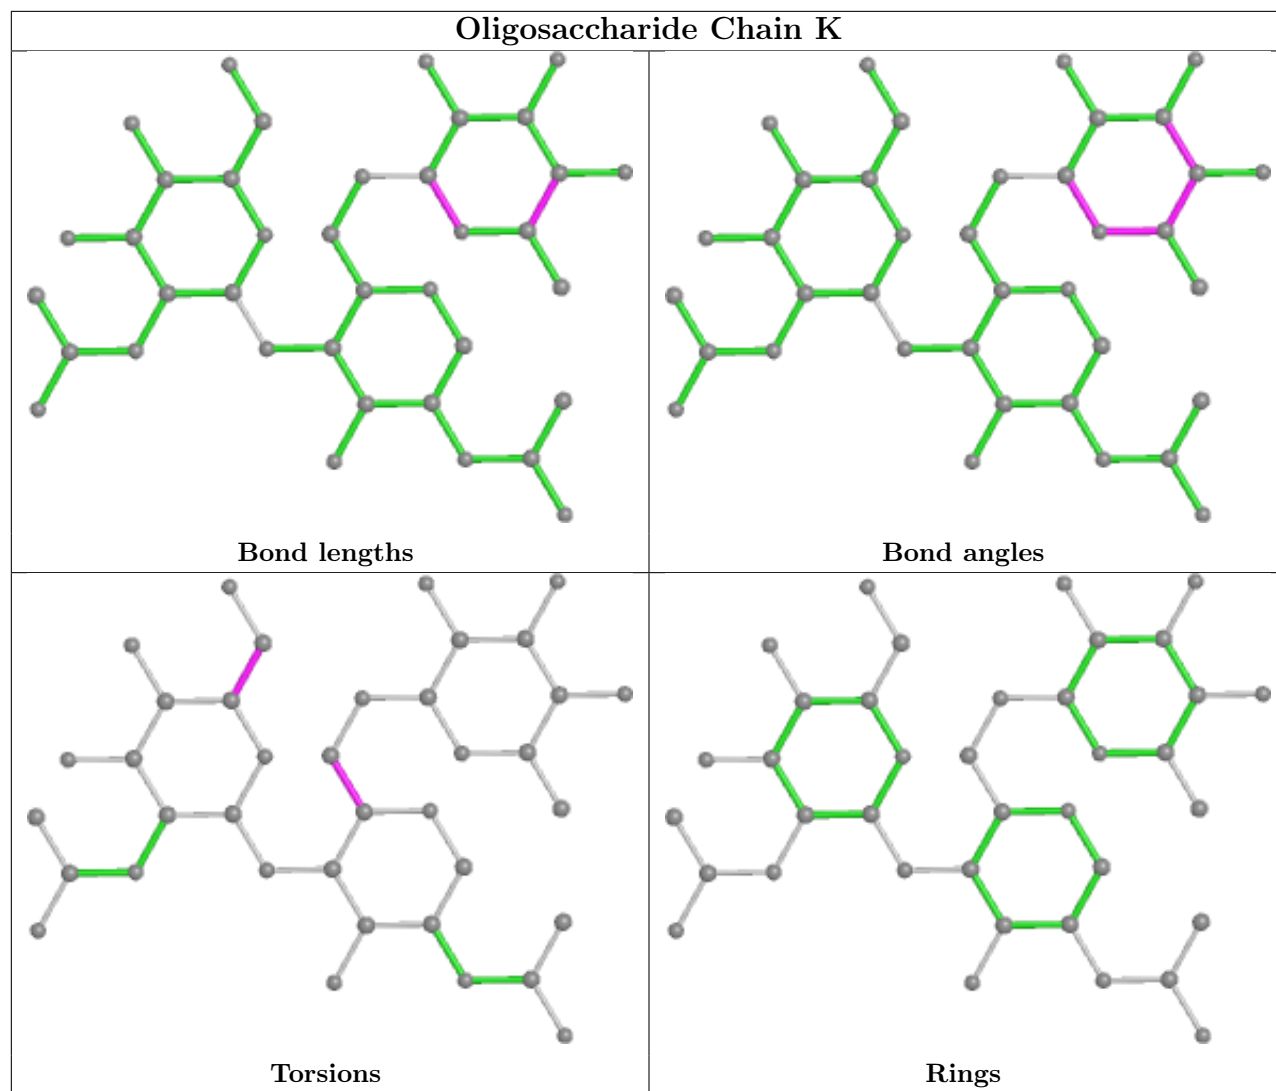 Oligosaccharide Chain K
Bond lengths
Bond angles
Torsions
Rings